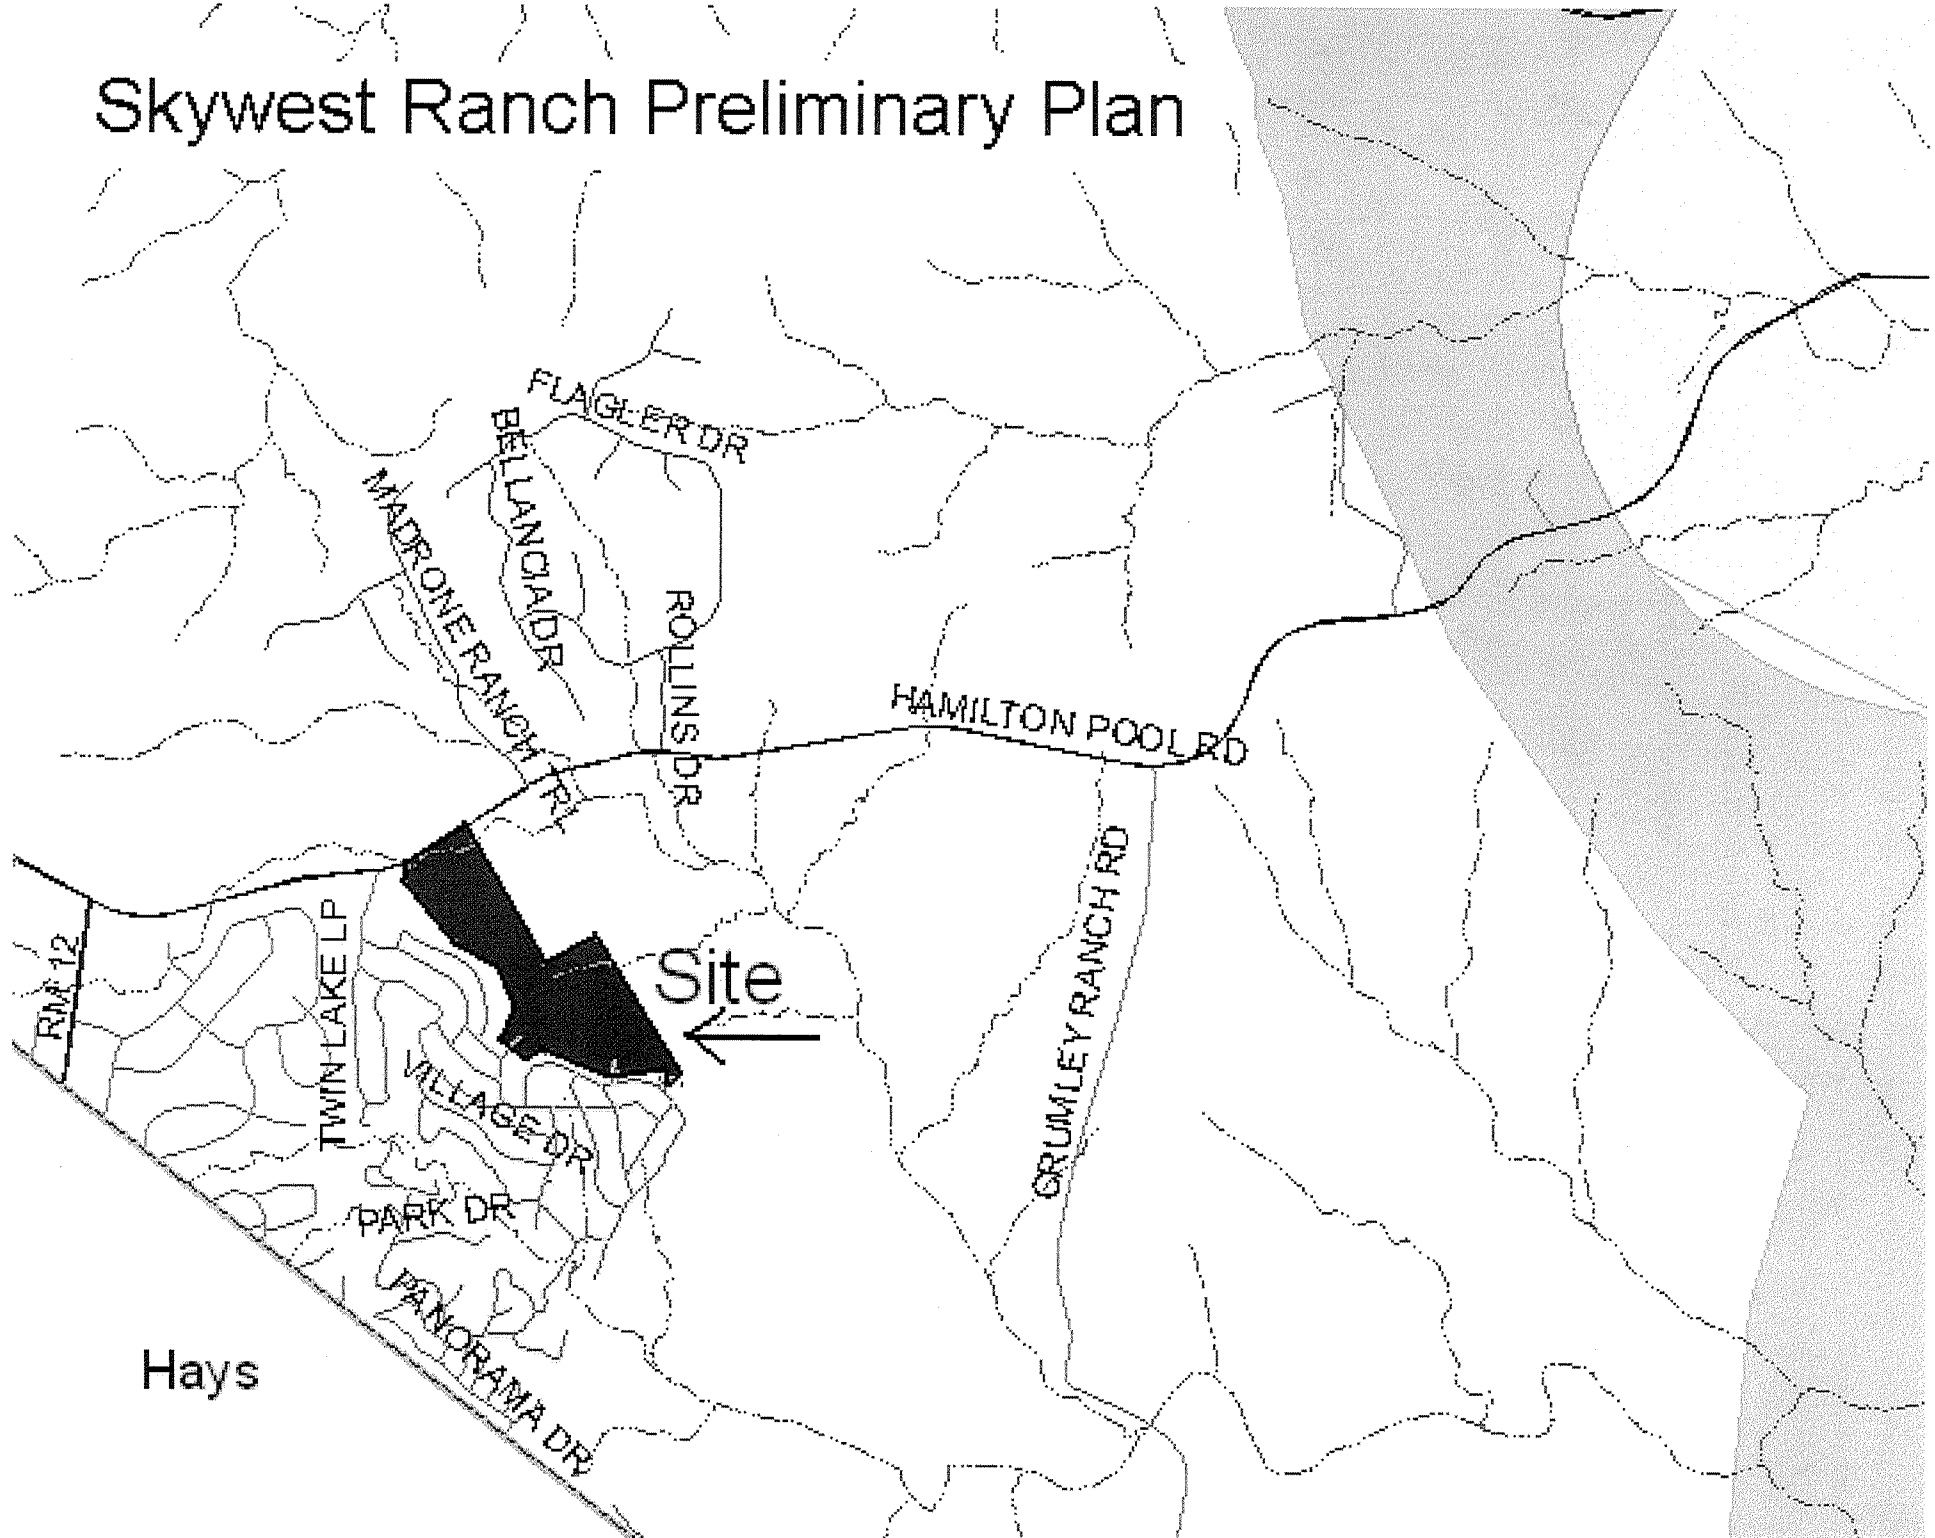 Skywest Ranch Preliminary Plan
FLAGLER DR
BELLANCIA DR
MADRONE RANCH TRL
ROLLINS DR
HAMILTON POOL RD
CRUMLEY RANCH RD
RM 12
TWIN LAKE LP
Site
VILLAGE DR
PARK DR
PANORAMA DR
Hays